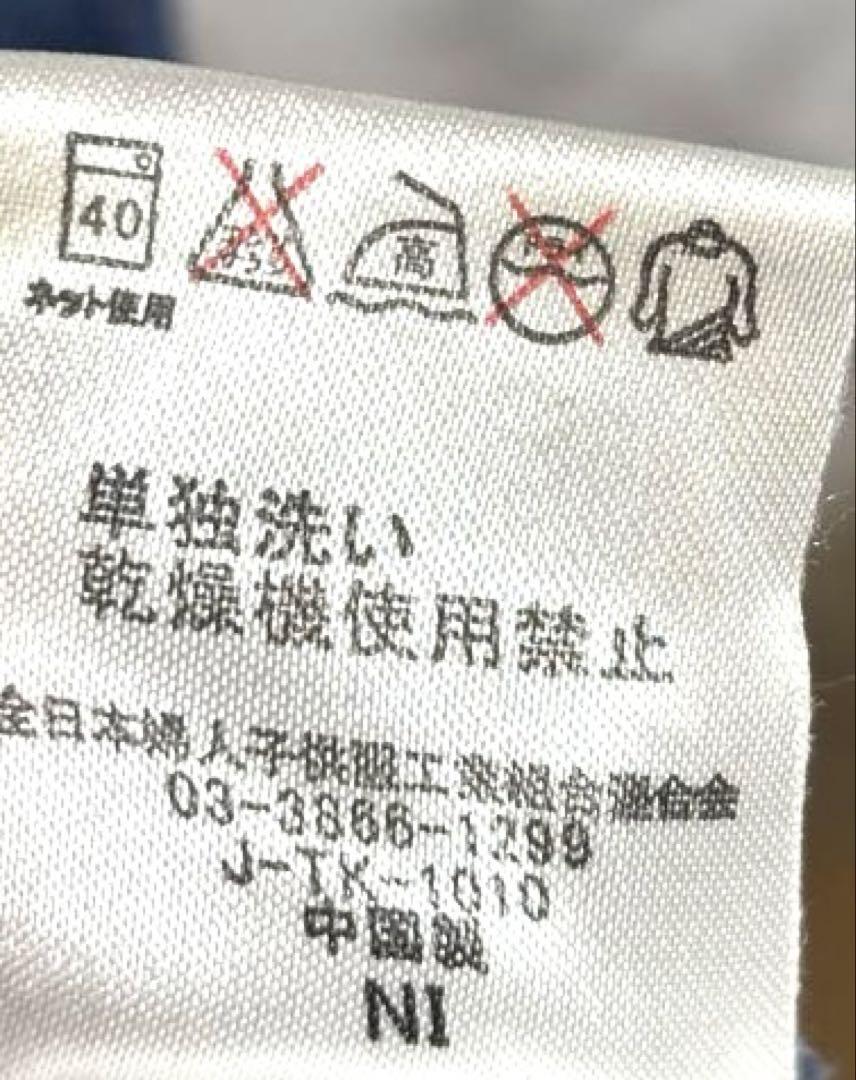 40
ネット使用
高
単独洗い
乾燥機使用禁止
全日本婦人子供服工業組合連合会
03-3866-1299
J-TK-1010
中国製
NI